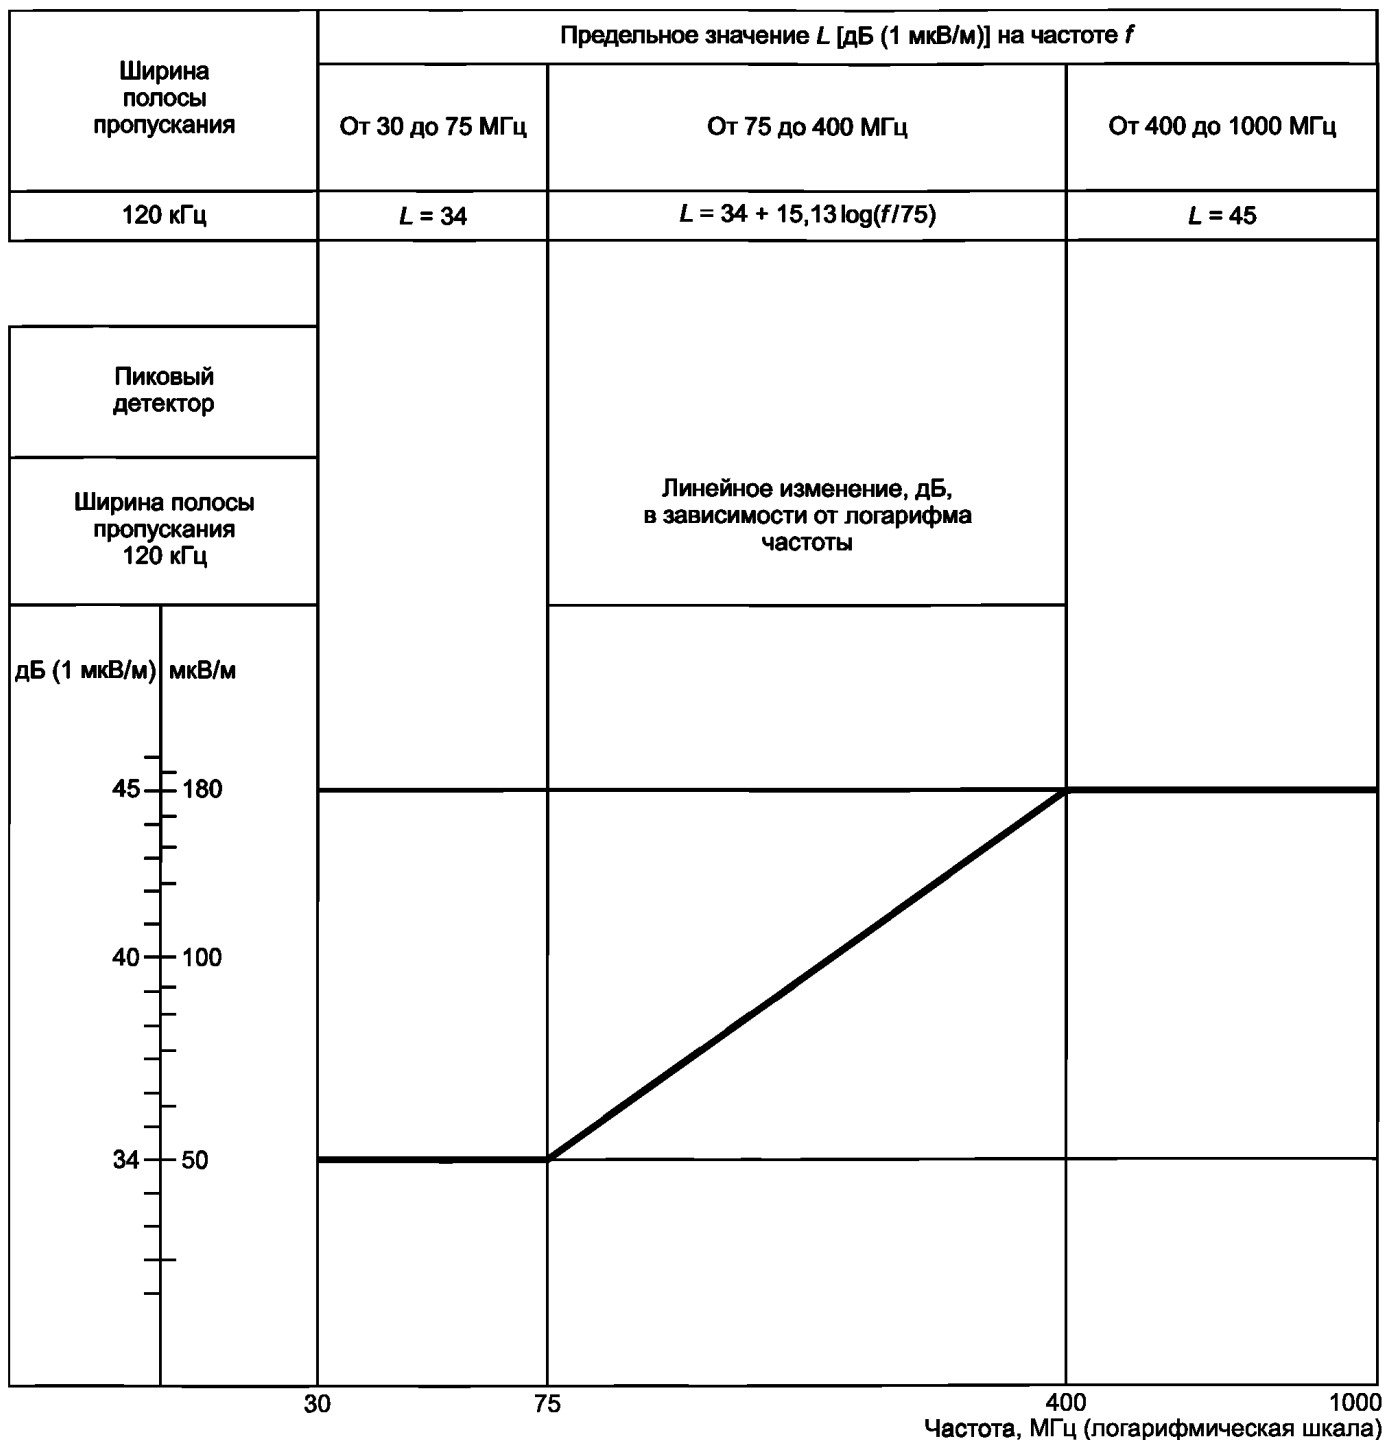 Ширина
полосы
пропускания
Предельное значение L [дБ (1 мкВ/м)] на частоте f
От 30 до 75 МГц
От 75 до 400 МГц
От 400 до 1000 МГц
120 кГц
L = 34
L = 34 + 15,13 log(f/75)
L = 45
Пиковый
детектор
Ширина полосы
пропускания
120 кГц
Линейное изменение, дБ,
в зависимости от логарифма
частоты
дБ (1 мкВ/м)
мкВ/м
45
180
40
100
34
50
30
75
400
1000
Частота, МГц (логарифмическая шкала)